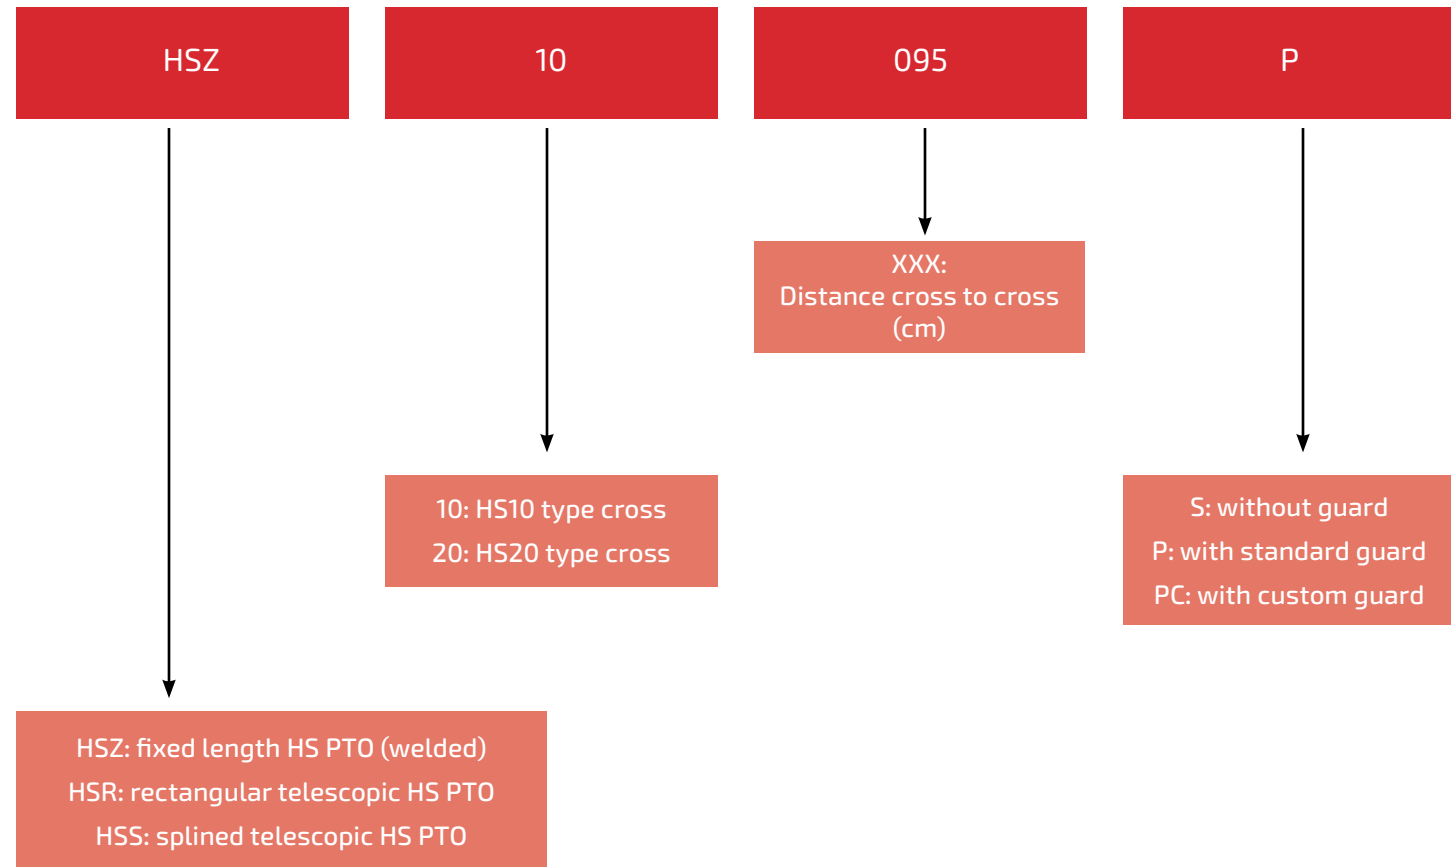 HSZ
10
095
P
XXX:
Distance cross to cross
(cm)
10: HS10 type cross
20: HS20 type cross
S: without guard
P: with standard guard
PC: with custom guard
HSZ: fixed length HS PTO (welded)
HSR: rectangular telescopic HS PTO
HSS: splined telescopic HS PTO